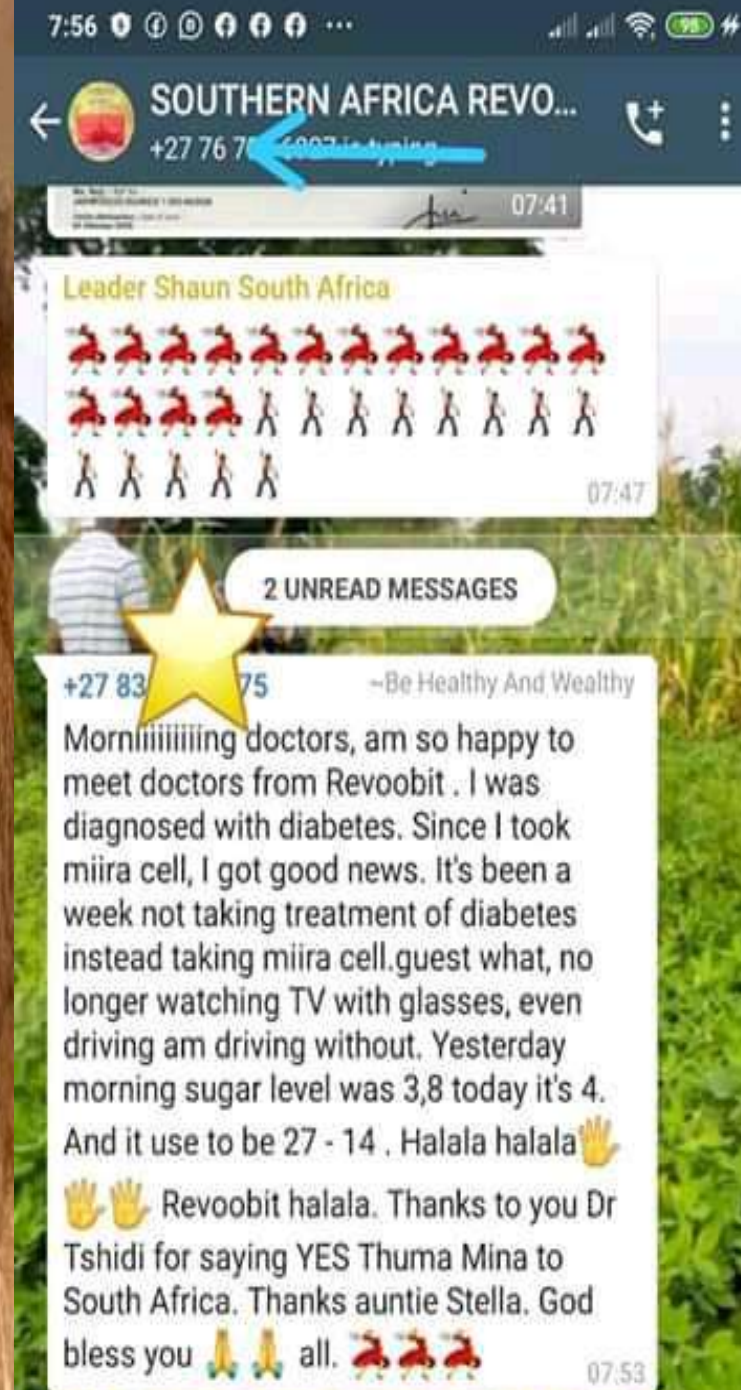 7:56
98
SOUTHERN AFRICA REVO...
+27 76 7
07:41
Leader Shaun South Africa
07:47
2 UNREAD MESSAGES
+27 83 75 ~Be Healthy And Wealthy
Morniiiiiiiiiing doctors, am so happy to
meet doctors from Revoobit . I was
diagnosed with diabetes. Since I took
miira cell, I got good news. It's been a
week not taking treatment of diabetes
instead taking miira cell.guest what, no
longer watching TV with glasses, even
driving am driving without. Yesterday
morning sugar level was 3,8 today it's 4.
And it use to be 27 - 14 . Halala halala🖐
🖐🖐 Revoobit halala. Thanks to you Dr
Tshidi for saying YES Thuma Mina to
South Africa. Thanks auntie Stella. God
bless you 🙏🙏 all. 💃💃💃
07:53